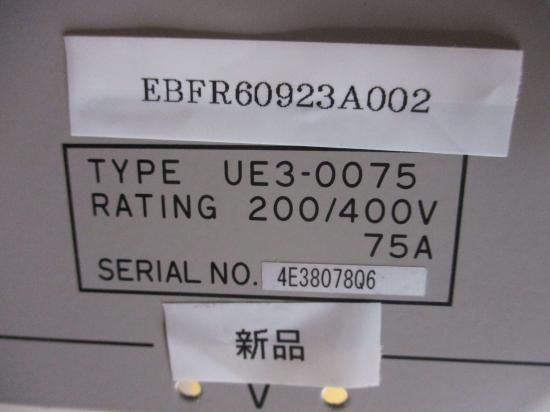 EBFR60923A002
TYPE UE3-0075
RATING 200/400V
75A
SERIAL NO. 4E38078Q6
新品
V